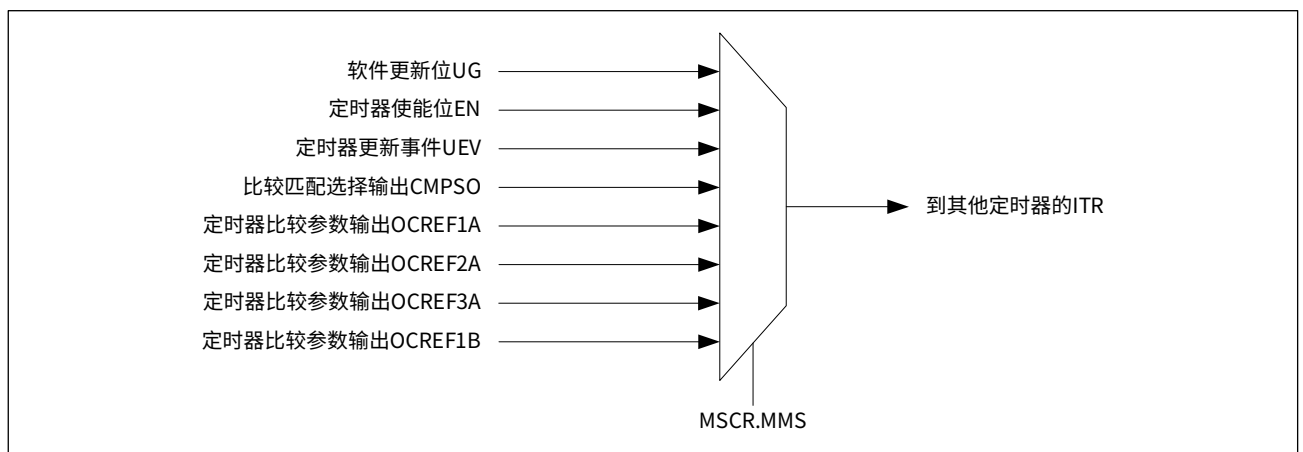 软件更新位UG
定时器使能位EN
定时器更新事件UEV
比较匹配选择输出CMPSO
定时器比较参数输出OCREF1A
定时器比较参数输出OCREF2A
定时器比较参数输出OCREF3A
定时器比较参数输出OCREF1B
到其他定时器的ITR
MSCR.MMS